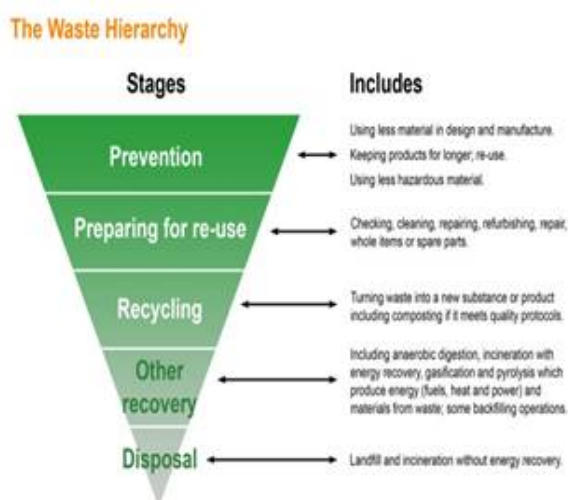 The Waste Hierarchy
Stages
Includes
Prevention
Using less material in design and manufacture.
Keeping products for longer; re-use.
Using less hazardous material.
Preparing for re-use
Checking, cleaning, repairing, refurbishing, repair,
whole items or spare parts.
Recycling
Turning waste into a new substance or product
including composting if it meets quality protocols.
Other
recovery
Including anaerobic digestion, incineration with
energy recovery, gasification and pyrolysis which
produce energy (fuels, heat and power) and
materials from waste; some backfilling operations.
Disposal
Landfill and incineration without energy recovery.